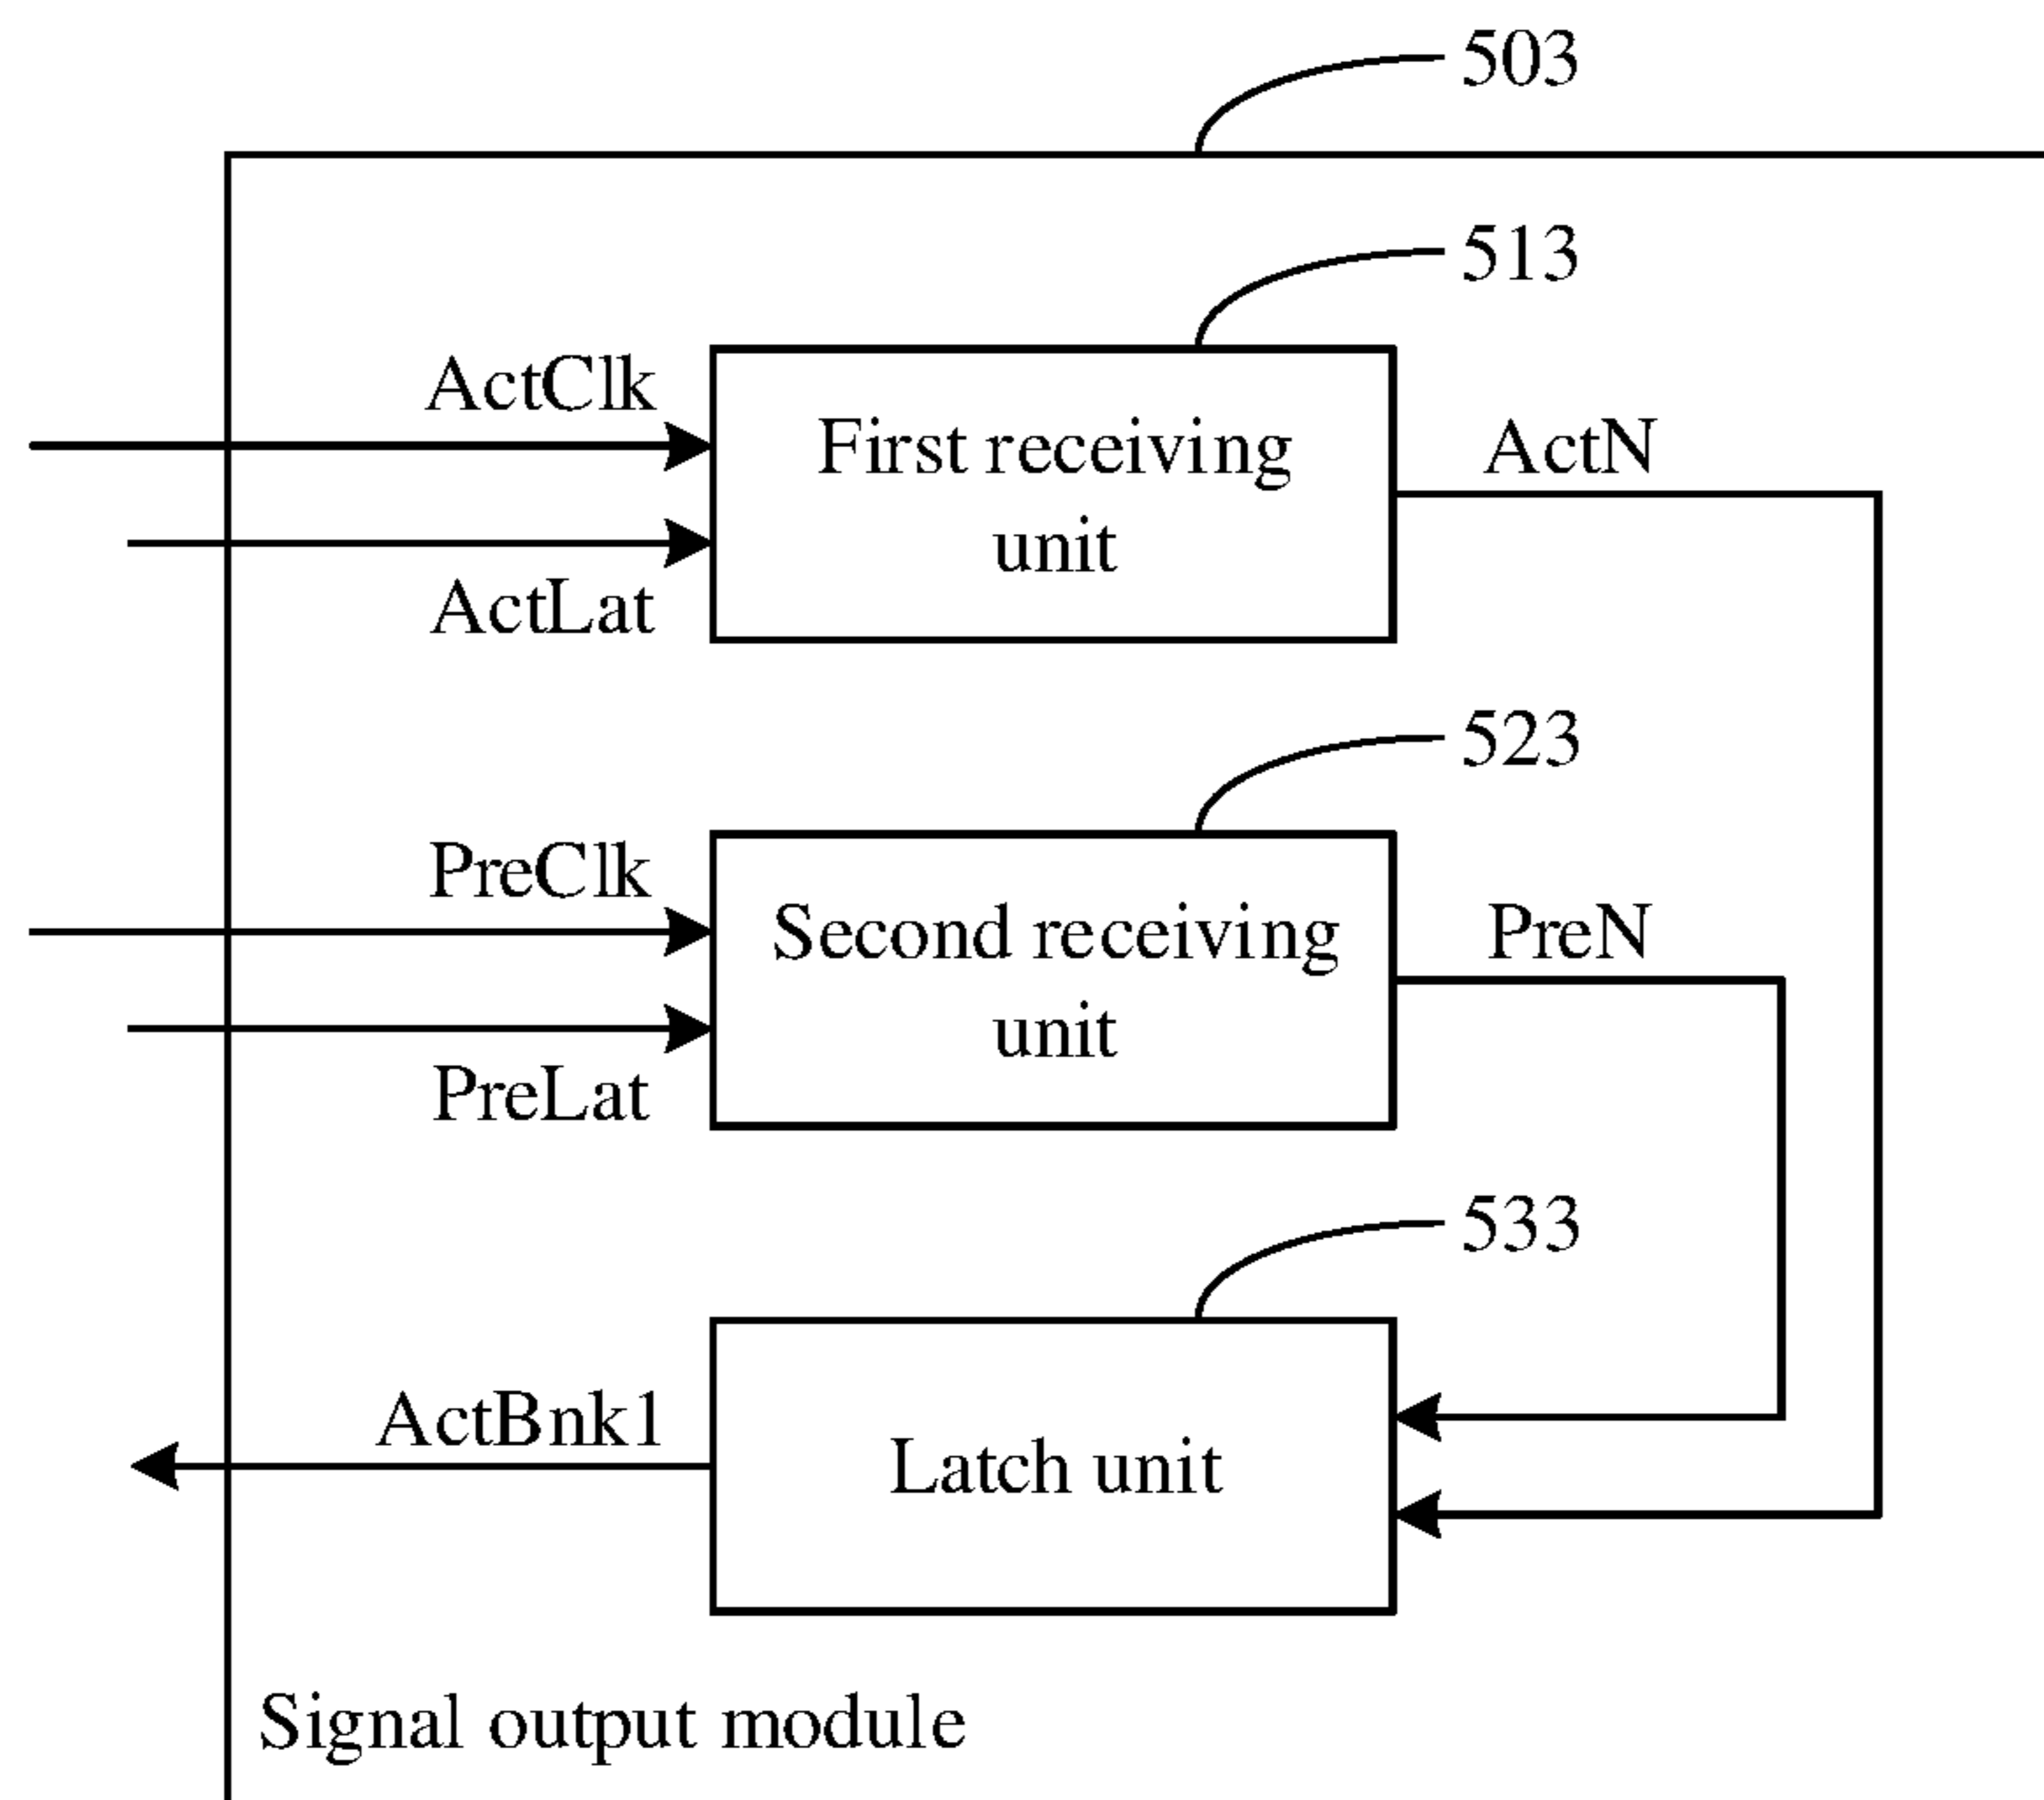 503
513
ActClk
First receiving
unit
ActN
ActLat
523
PreClk
Second receiving
unit
PreN
PreLat
533
ActBnk1
Latch unit
Signal output module